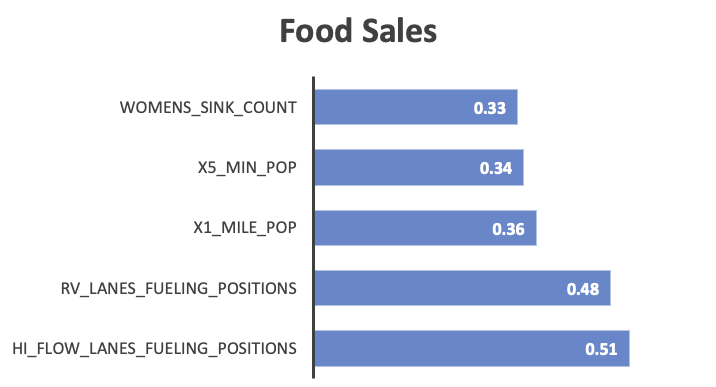 Food Sales
WOMENS_SINK_COUNT 0.33
X5_MIN_POP 0.34
X1_MILE_POP 0.36
RV_LANES_FUELING_POSITIONS 0.48
HI_FLOW_LANES_FUELING_POSITIONS 0.51